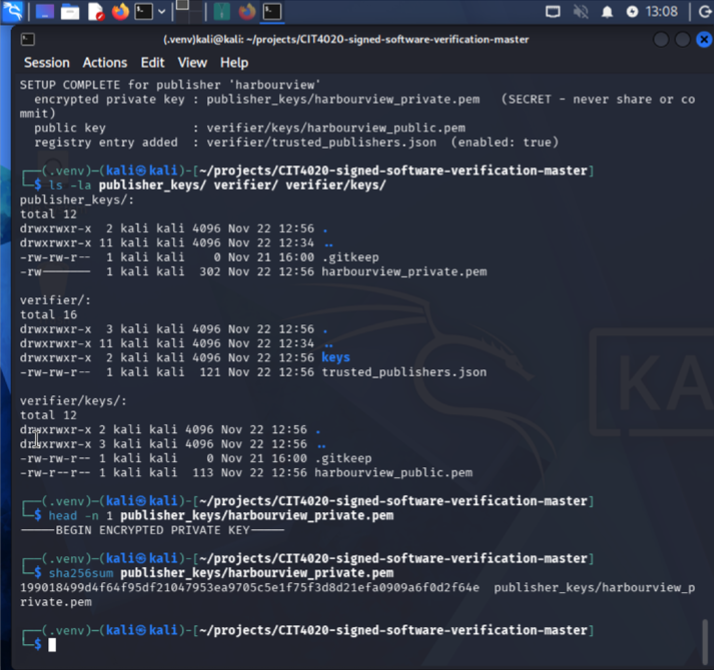 13:08
(.venv)kali@kali: ~/projects/CIT4020-signed-software-verification-master
Session Actions Edit View Help
SETUP COMPLETE for publisher 'harbourview'
  encrypted private key : publisher_keys/harbourview_private.pem   (SECRET - never share or co
mmit)
  public key            : verifier/keys/harbourview_public.pem
  registry entry added  : verifier/trusted_publishers.json  (enabled: true)
┌──(.venv)─(kali㉿kali)-[~/projects/CIT4020-signed-software-verification-master]
└─$ ls -la publisher_keys/ verifier/ verifier/keys/
publisher_keys/:
total 12
drwxrwxr-x  2 kali kali 4096 Nov 22 12:56 .
drwxrwxr-x 11 kali kali 4096 Nov 22 12:34 ..
-rw-rw-r--  1 kali kali    0 Nov 21 16:00 .gitkeep
-rw-------  1 kali kali  302 Nov 22 12:56 harbourview_private.pem
verifier/:
total 16
drwxrwxr-x  3 kali kali 4096 Nov 22 12:56 .
drwxrwxr-x 11 kali kali 4096 Nov 22 12:34 ..
drwxrwxr-x  2 kali kali 4096 Nov 22 12:56 keys
-rw-rw-r--  1 kali kali  121 Nov 22 12:56 trusted_publishers.json
verifier/keys/:
total 12
drwxrwxr-x 2 kali kali 4096 Nov 22 12:56 .
drwxrwxr-x 3 kali kali 4096 Nov 22 12:56 ..
-rw-rw-r-- 1 kali kali    0 Nov 21 16:00 .gitkeep
-rw-r--r-- 1 kali kali  113 Nov 22 12:56 harbourview_public.pem
┌──(.venv)─(kali㉿kali)-[~/projects/CIT4020-signed-software-verification-master]
└─$ head -n 1 publisher_keys/harbourview_private.pem
-----BEGIN ENCRYPTED PRIVATE KEY-----
┌──(.venv)─(kali㉿kali)-[~/projects/CIT4020-signed-software-verification-master]
└─$ sha256sum publisher_keys/harbourview_private.pem
199018499d4f64f95df21047953ea9705c5e1f75f3d8d21efa0909a6f0d2f64e  publisher_keys/harbourview_p
rivate.pem
┌──(.venv)─(kali㉿kali)-[~/projects/CIT4020-signed-software-verification-master]
└─$
KA